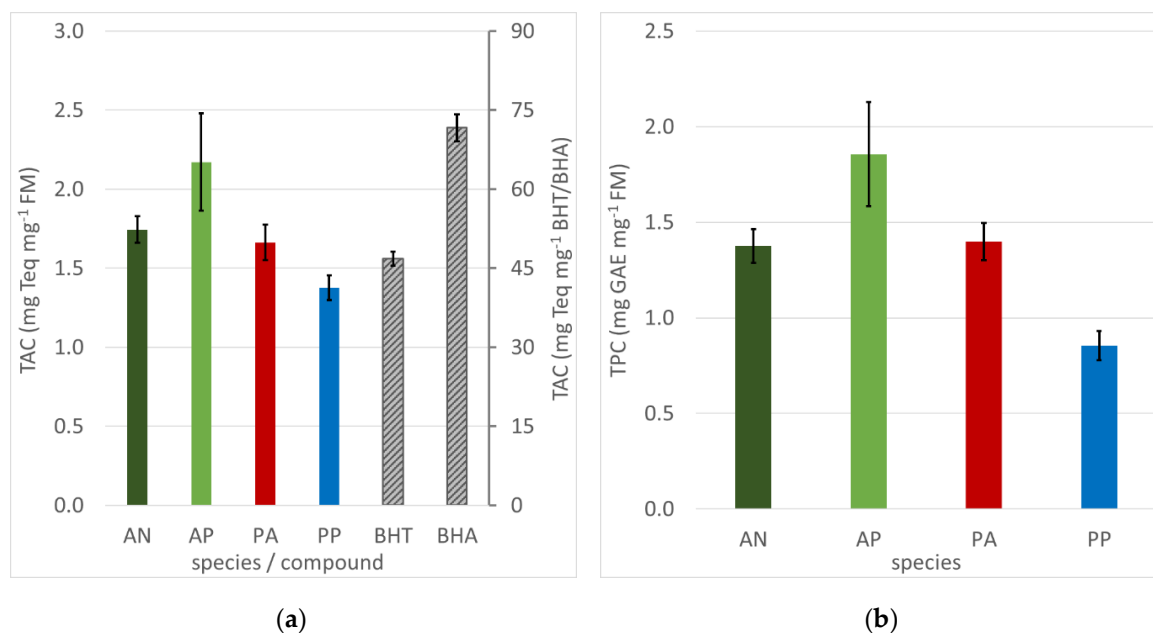 TAC (mg Teq mg⁻¹ FM)
3.0
2.5
2.0
1.5
1.0
0.5
0.0
90
75
60
45
30
15
0
TAC (mg Teq mg⁻¹ BHT/BHA)
AN AP PA PP BHT BHA
species / compound
(a)
TPC (mg GAE mg⁻¹ FM)
2.5
2.0
1.5
1.0
0.5
0.0
AN AP PA PP
species
(b)